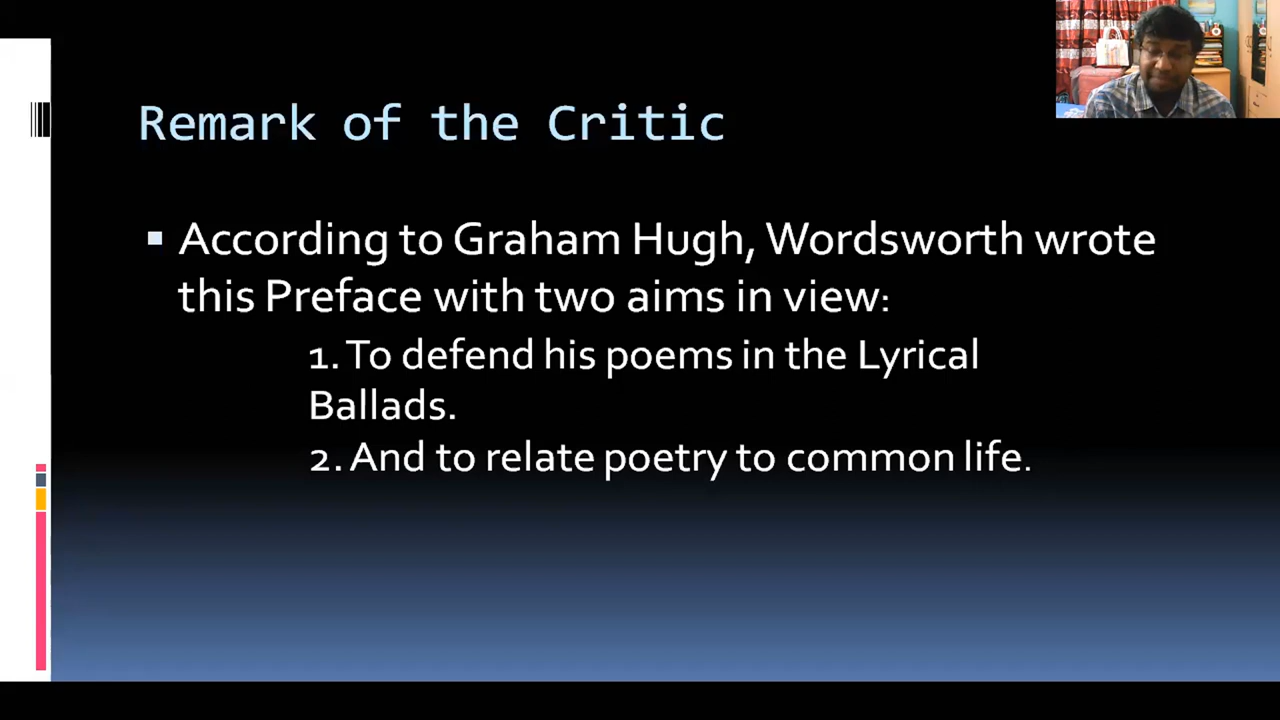 Remark of the Critic
According to Graham Hugh, Wordsworth wrote
this Preface with two aims in view:
1. To defend his poems in the Lyrical
Ballads.
2. And to relate poetry to common life.